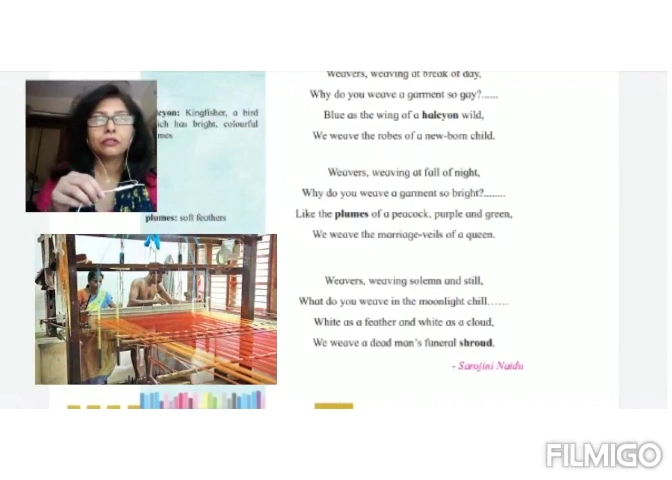 Weavers, weaving at break of day,
Why do you weave a garment so gay?......
Blue as the wing of a halcyon wild,
We weave the robes of a new-born child.
Weavers, weaving at fall of night,
Why do you weave a garment so bright?........
Like the plumes of a peacock, purple and green,
We weave the marriage-veils of a queen.
Weavers, weaving solemn and still,
What do you weave in the moonlight chill......
White as a feather and white as a cloud,
We weave a dead man's funeral shroud.
- Sarojini Naidu
Kingfisher, a bird
has bright, colourful
plumes: soft feathers
FILMIGO